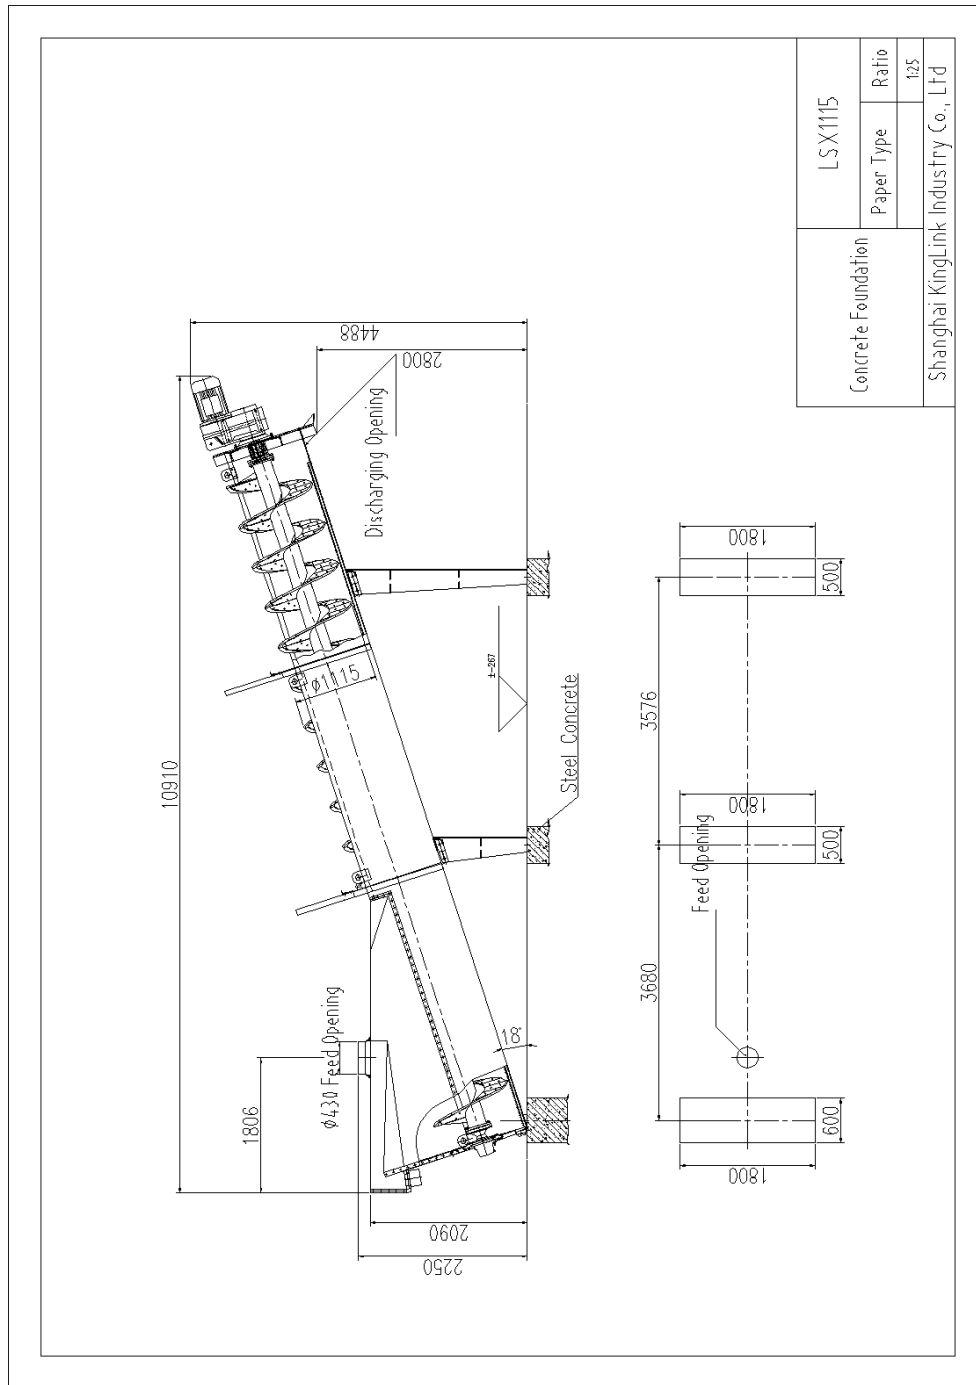 LSX1115
Concrete Foundation
Paper Type
Ratio
1:25
Shanghai KingLink Industry Co., Ltd
4488
2800
Discharging Opening
10910
ϕ1115
±-267
Steel Concrete
18°
ϕ430 Feed Opening
1806
2090
2250
1800
500
3576
1800
500
Feed Opening
3680
600
1800